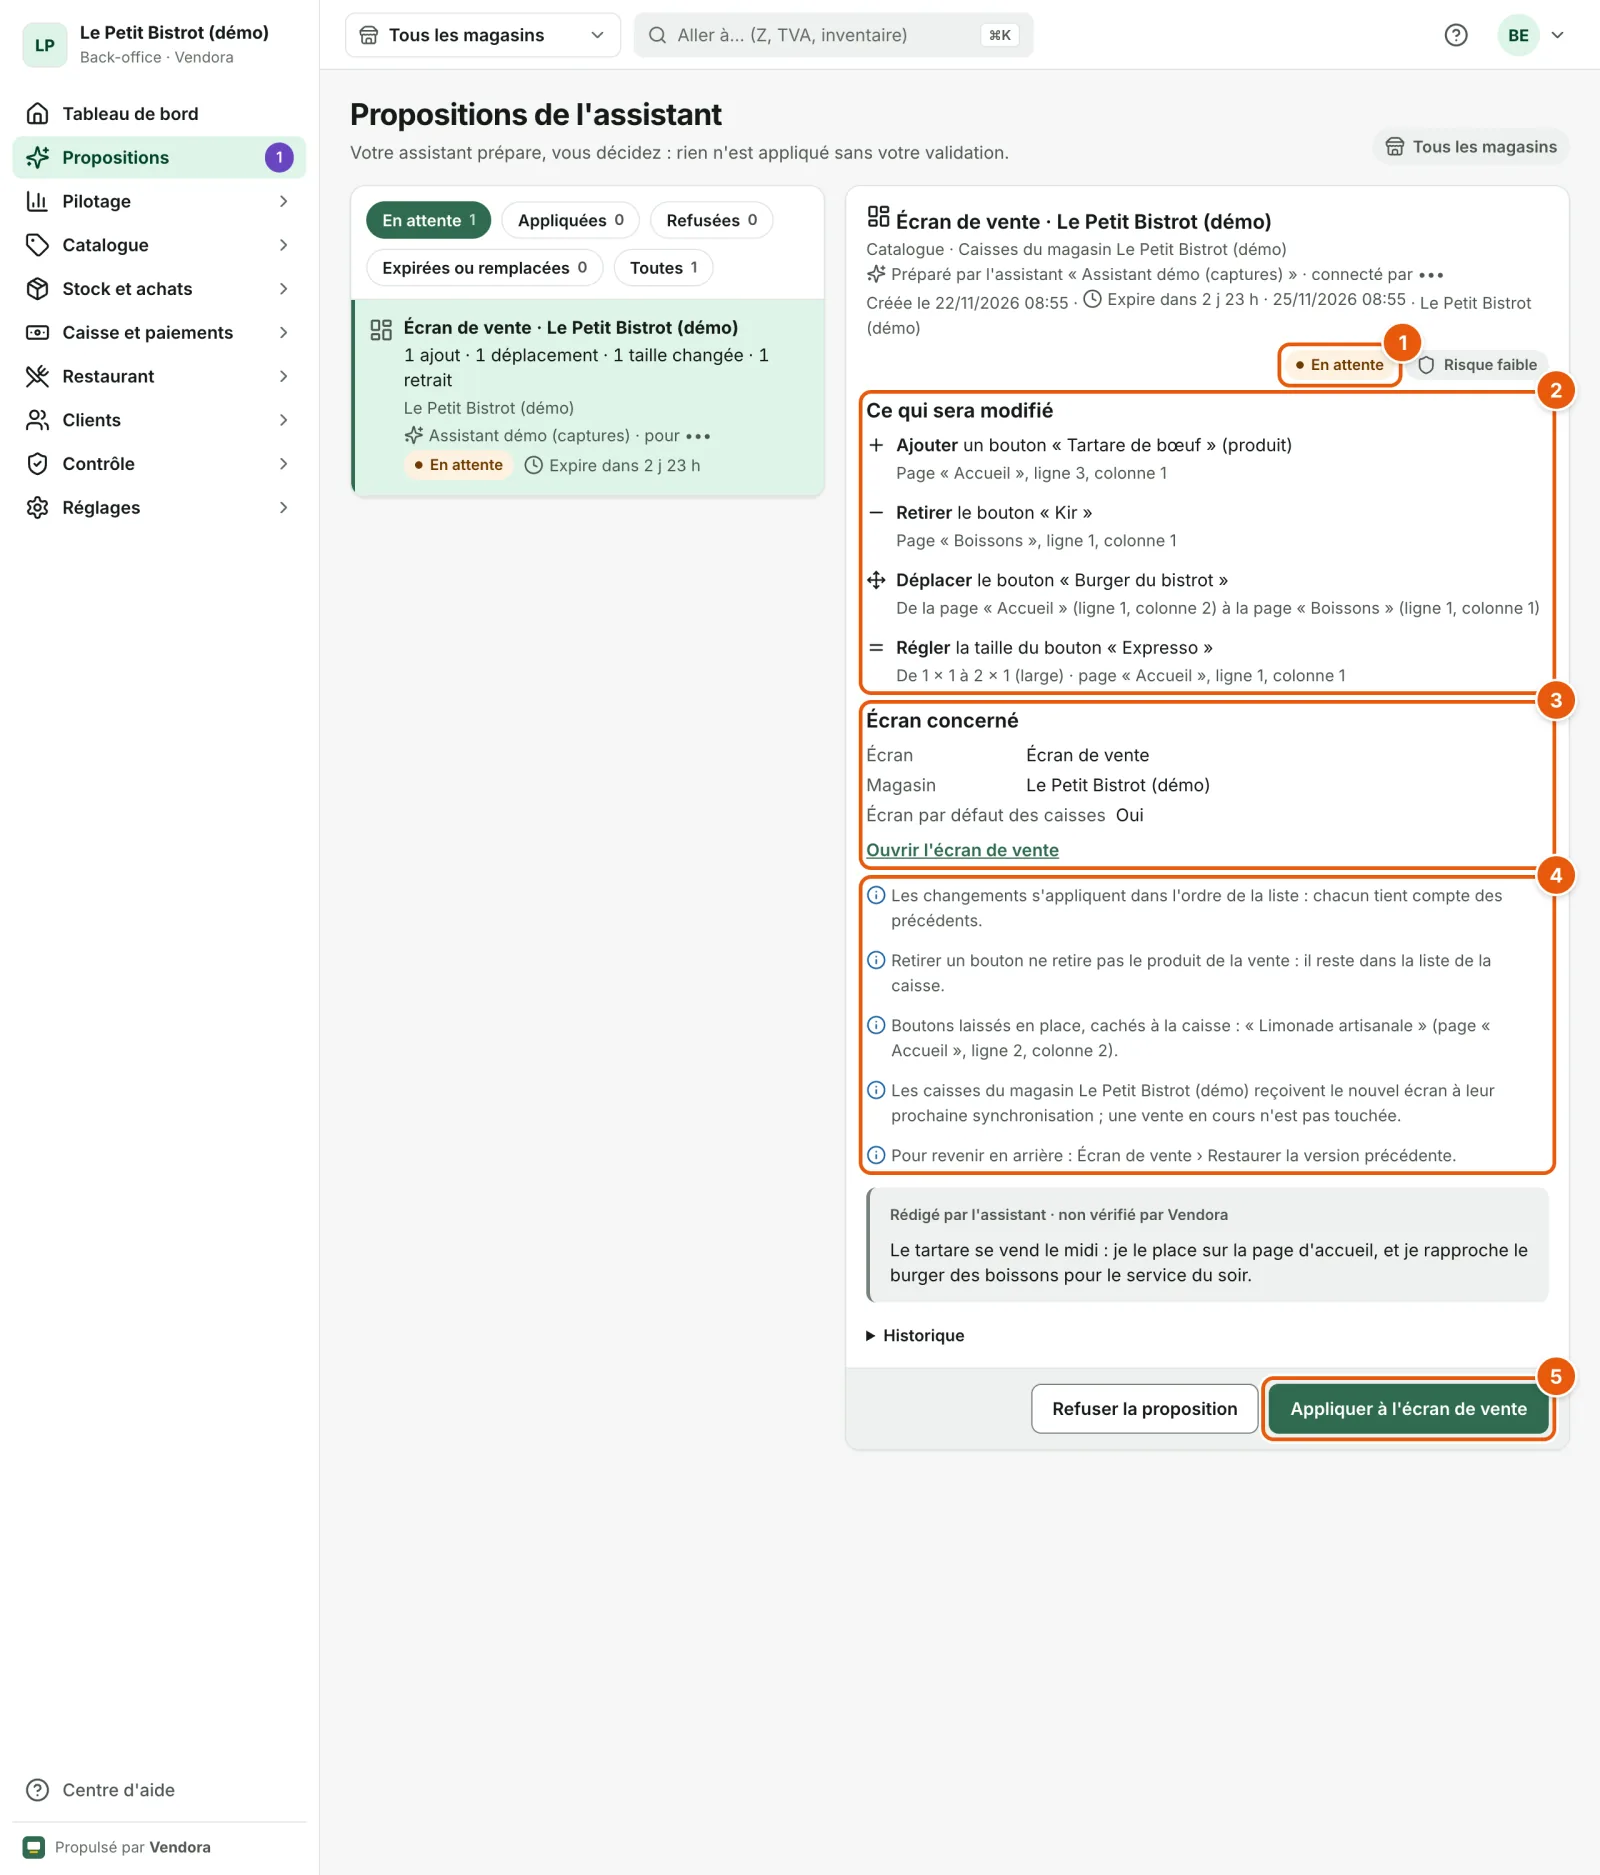 LP
Le Petit Bistrot (démo)
Back-office · Vendora
Tous les magasins
Aller à... (Z, TVA, inventaire)
⌘K
BE
Tableau de bord
Propositions
1
Pilotage
Catalogue
Stock et achats
Caisse et paiements
Restaurant
Clients
Contrôle
Réglages
Centre d'aide
Propulsé par Vendora
Propositions de l'assistant
Votre assistant prépare, vous décidez : rien n'est appliqué sans votre validation.
Tous les magasins
En attente 1
Appliquées 0
Refusées 0
Expirées ou remplacées 0
Toutes 1
Écran de vente · Le Petit Bistrot (démo)
1 ajout · 1 déplacement · 1 taille changée · 1
retrait
Le Petit Bistrot (démo)
Assistant démo (captures) · pour •••
En attente
Expire dans 2 j 23 h
Écran de vente · Le Petit Bistrot (démo)
Catalogue · Caisses du magasin Le Petit Bistrot (démo)
Préparé par l'assistant « Assistant démo (captures) » · connecté par •••
Créée le 22/11/2026 08:55 · Expire dans 2 j 23 h · 25/11/2026 08:55 · Le Petit Bistrot
(démo)
1
En attente
Risque faible
2
Ce qui sera modifié
+ Ajouter un bouton « Tartare de bœuf » (produit)
Page « Accueil », ligne 3, colonne 1
− Retirer le bouton « Kir »
Page « Boissons », ligne 1, colonne 1
Déplacer le bouton « Burger du bistrot »
De la page « Accueil » (ligne 1, colonne 2) à la page « Boissons » (ligne 1, colonne 1)
= Régler la taille du bouton « Expresso »
De 1 × 1 à 2 × 1 (large) · page « Accueil », ligne 1, colonne 1
3
Écran concerné
Écran Écran de vente
Magasin Le Petit Bistrot (démo)
Écran par défaut des caisses Oui
Ouvrir l'écran de vente
4
Les changements s'appliquent dans l'ordre de la liste : chacun tient compte des
précédents.
Retirer un bouton ne retire pas le produit de la vente : il reste dans la liste de la
caisse.
Boutons laissés en place, cachés à la caisse : « Limonade artisanale » (page «
Accueil », ligne 2, colonne 2).
Les caisses du magasin Le Petit Bistrot (démo) reçoivent le nouvel écran à leur
prochaine synchronisation ; une vente en cours n'est pas touchée.
Pour revenir en arrière : Écran de vente › Restaurer la version précédente.
Rédigé par l'assistant · non vérifié par Vendora
Le tartare se vend le midi : je le place sur la page d'accueil, et je rapproche le
burger des boissons pour le service du soir.
Historique
5
Refuser la proposition
Appliquer à l'écran de vente